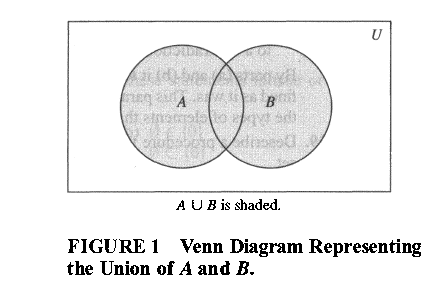 U
A B
A ∪ B is shaded.
FIGURE 1 Venn Diagram Representing
the Union of A and B.